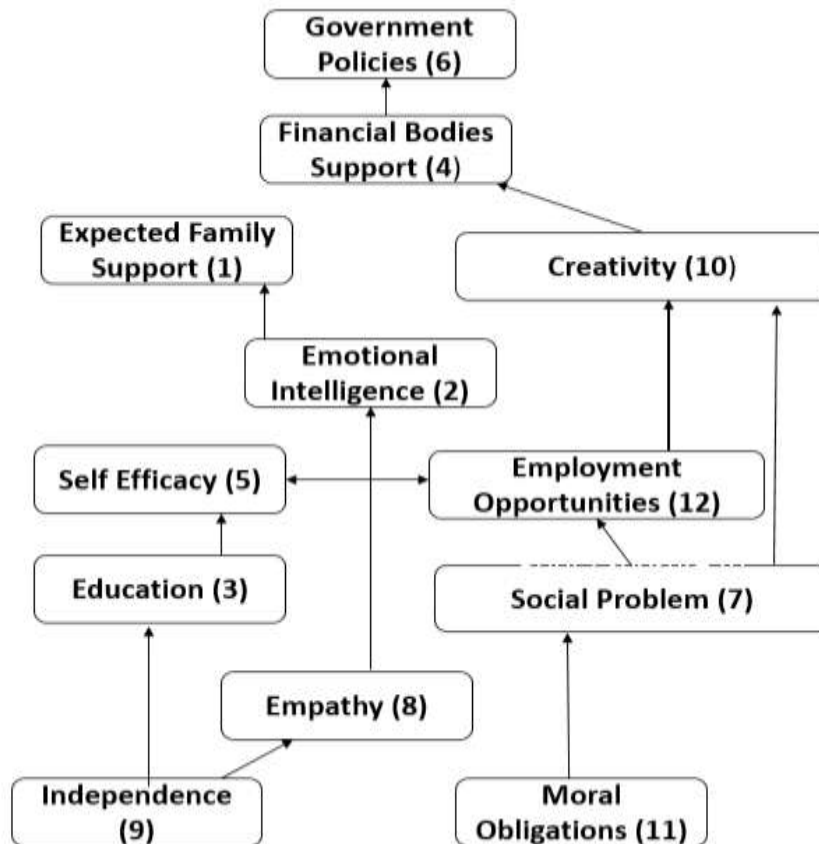 Government
Policies (6)
Financial Bodies
Support (4)
Expected Family
Support (1)
Creativity (10)
Emotional
Intelligence (2)
Self Efficacy (5)
Employment
Opportunities (12)
Education (3)
Social Problem (7)
Empathy (8)
Independence
(9)
Moral
Obligations (11)